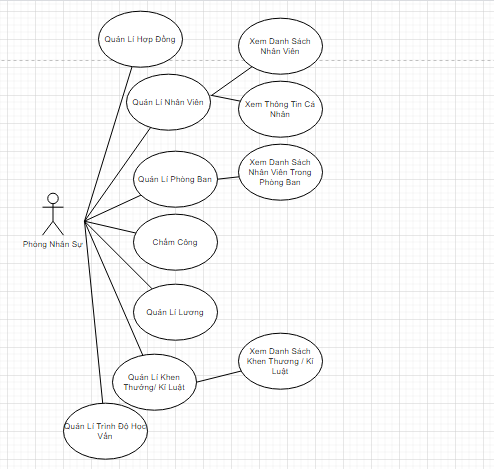 Quản Lí Hợp Đồng
Xem Danh Sách
Nhân Viên
Quản Lí Nhân Viên
Xem Thông Tin Cá
Nhân
Quản Lí Phòng Ban
Xem Danh Sách
Nhân Viên Trong
Phòng Ban
Phòng Nhân Sự
Chấm Công
Quản Lí Lương
Xem Danh Sách
Khen Thương / Kỉ
Luật
Quản Lí Khen
Thưởng/ Kỉ Luật
Quản Lí Trình Độ Học
Vấn